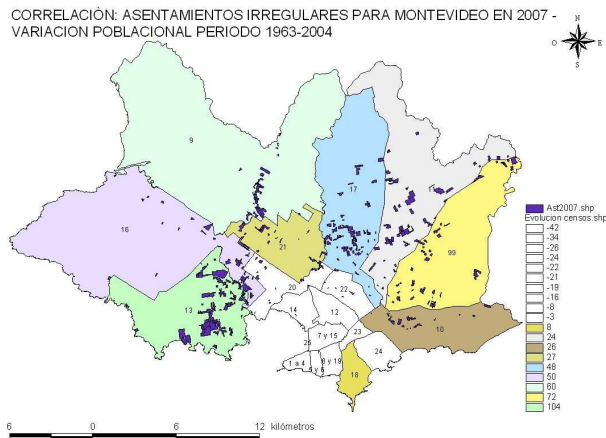 CORRELACIÓN: ASENTAMIENTOS IRREGULARES PARA MONTEVIDEO EN 2007 -
VARIACION POBLACIONAL PERIODO 1963-2004
N
O E
S
9
17
16
21
99
20
22
13
14
12
7 y 15
23
10
25
24
1 a 4
8 y 19
5 y 6
18
Ast2007.shp
Evolucion censos.shp
-42
-34
-26
-24
-22
-21
-19
-16
-8
-3
8
24
26
27
48
50
60
72
104
6 0 6 12 kilómetros